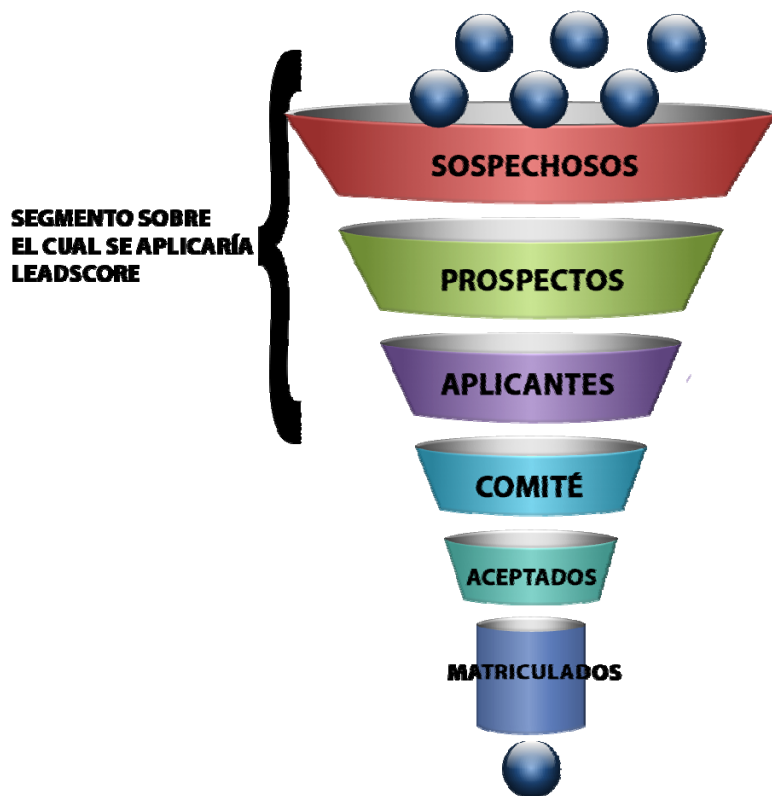 SOSPECHOSOS
SEGMENTO SOBRE
EL CUAL SE APLICARÍA
LEADSCORE
PROSPECTOS
APLICANTES
COMITÉ
ACEPTADOS
MATRICULADOS